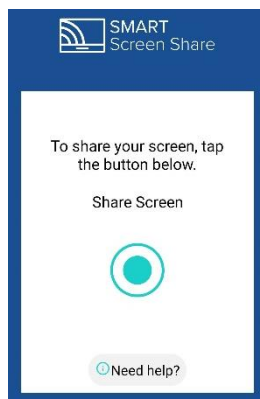 SMART
Screen Share
To share your screen, tap
the button below.
Share Screen
Need help?